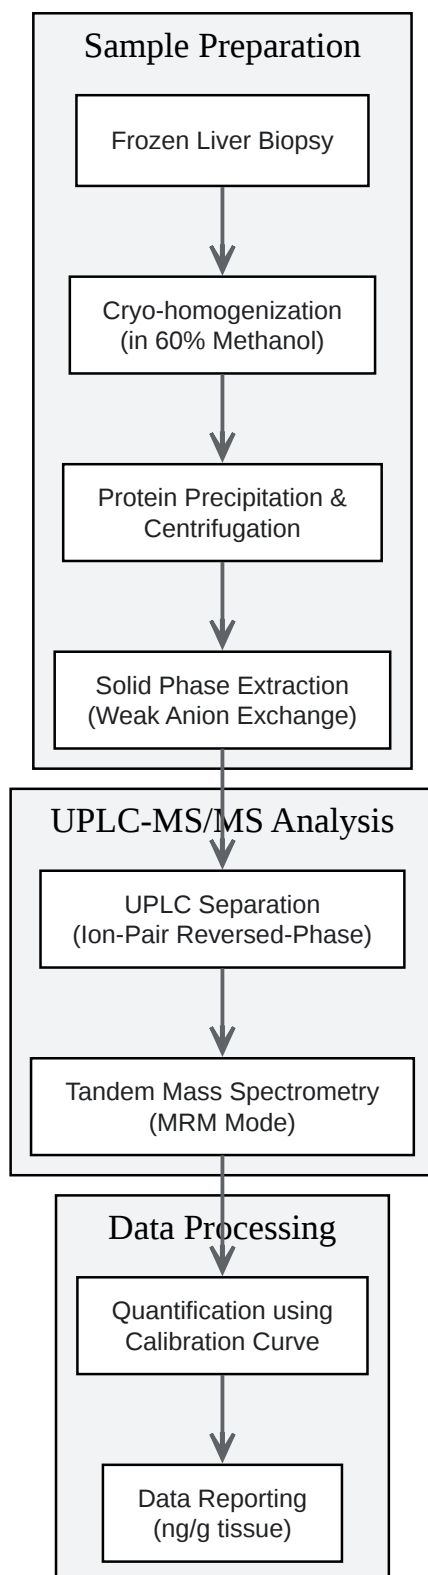 Sample Preparation
Frozen Liver Biopsy
Cryo-homogenization
(in 60% Methanol)
Protein Precipitation &
Centrifugation
Solid Phase Extraction
(Weak Anion Exchange)
UPLC-MS/MS Analysis
UPLC Separation
(Ion-Pair Reversed-Phase)
Tandem Mass Spectrometry
(MRM Mode)
Data Processing
Quantification using
Calibration Curve
Data Reporting
(ng/g tissue)